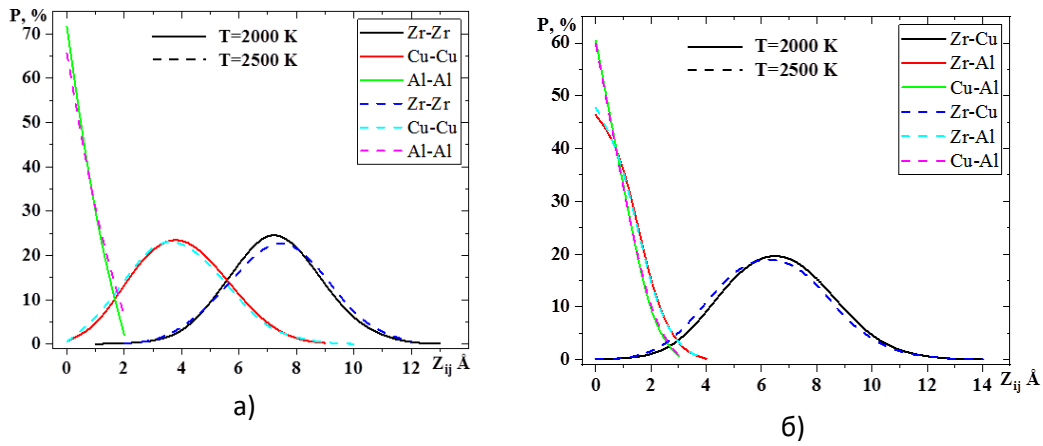 P, %
70
60
50
40
30
20
10
0
0 2 4 6 8 10 Z_ij Å
T=2000 K
T=2500 K
Zr-Zr
Cu-Cu
Al-Al
Zr-Zr
Cu-Cu
Al-Al
а)
P, %
60
50
40
30
20
10
0
0 2 4 6 8 10 12 Z_ij Å 14
T=2000 K
T=2500 K
Zr-Cu
Zr-Al
Cu-Al
Zr-Cu
Zr-Al
Cu-Al
б)